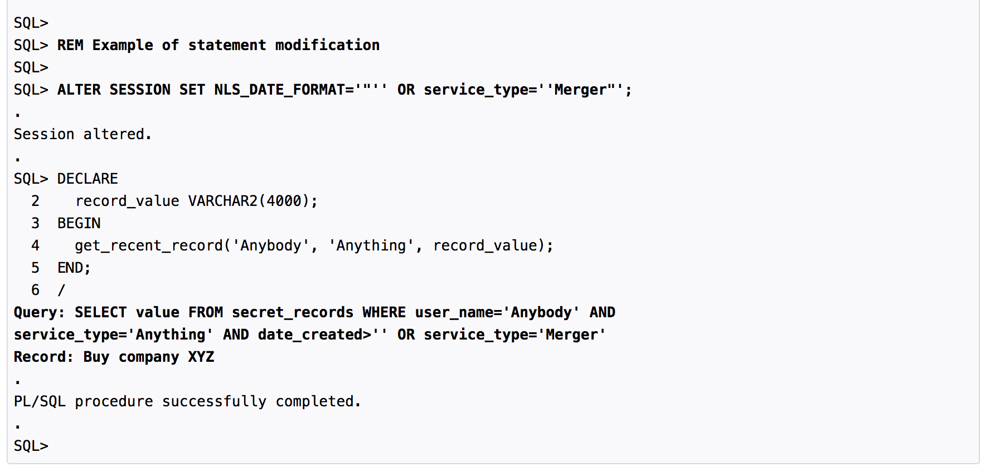 SQL>
SQL> REM Example of statement modification
SQL>
SQL> ALTER SESSION SET NLS_DATE_FORMAT='"'' OR service_type=''Merger"';
.
Session altered.
.
SQL> DECLARE
  2    record_value VARCHAR2(4000);
  3  BEGIN
  4    get_recent_record('Anybody', 'Anything', record_value);
  5  END;
  6  /
Query: SELECT value FROM secret_records WHERE user_name='Anybody' AND
service_type='Anything' AND date_created>'' OR service_type='Merger'
Record: Buy company XYZ
.
PL/SQL procedure successfully completed.
.
SQL>